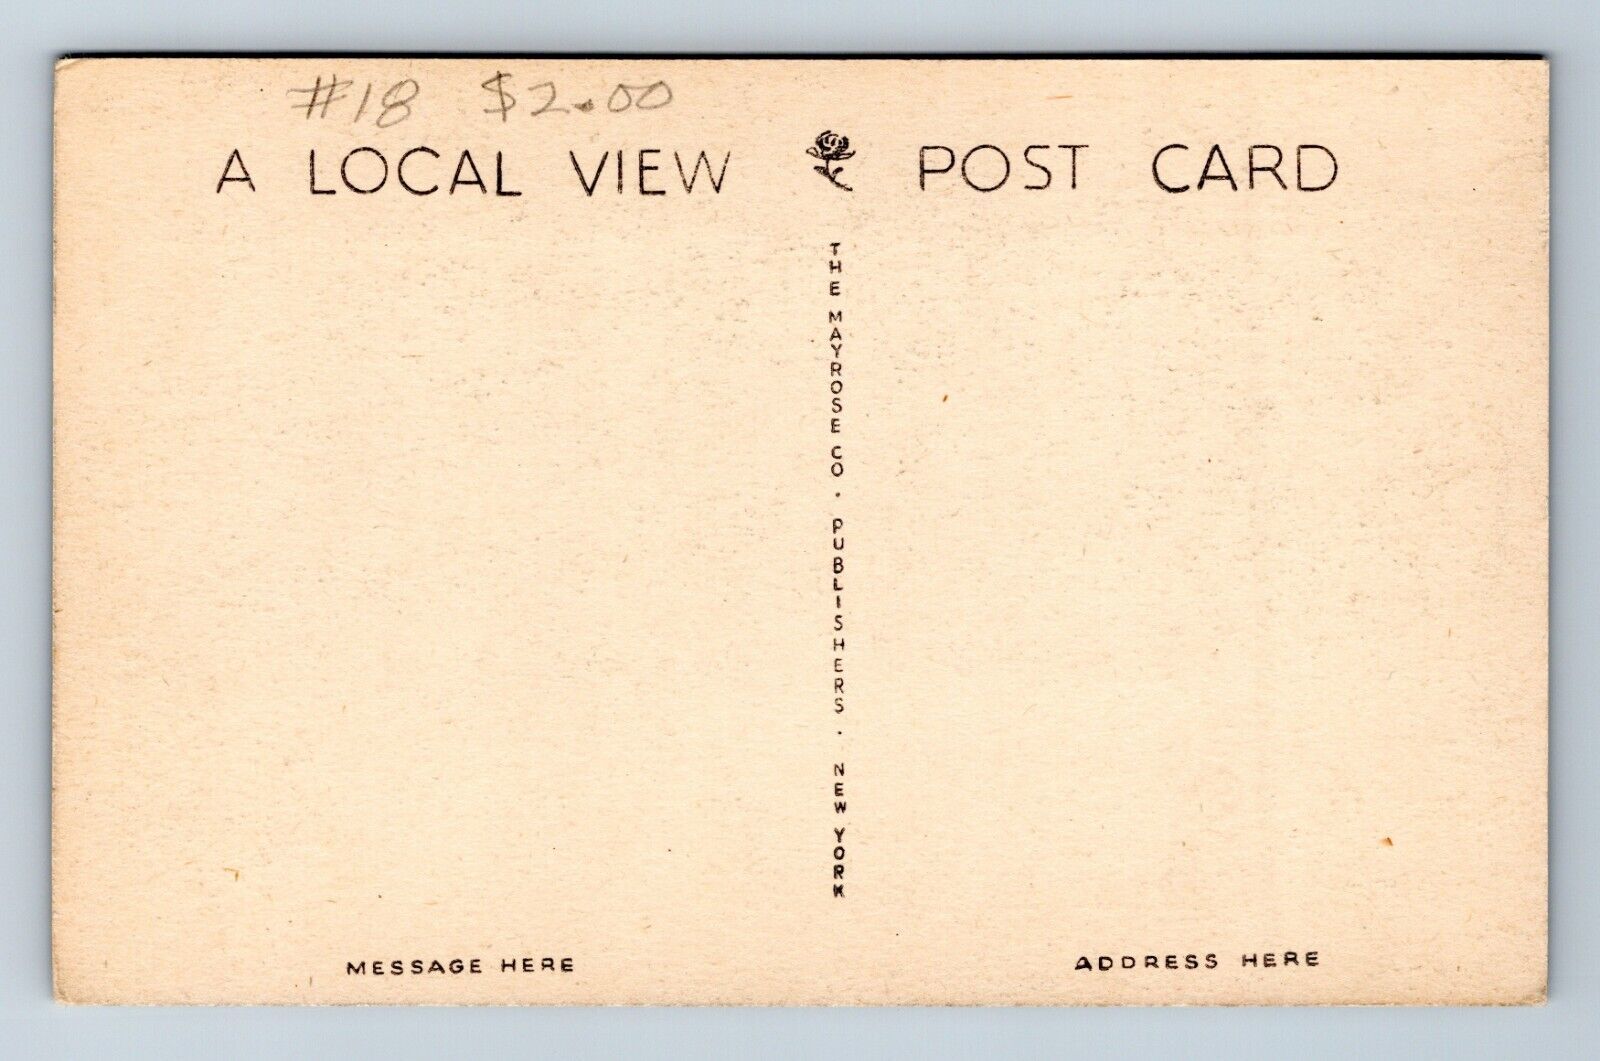 #18 $2.00
A LOCAL VIEW POST CARD
THE MAYROSE CO. PUBLISHERS. NEW YORK
MESSAGE HERE
ADDRESS HERE